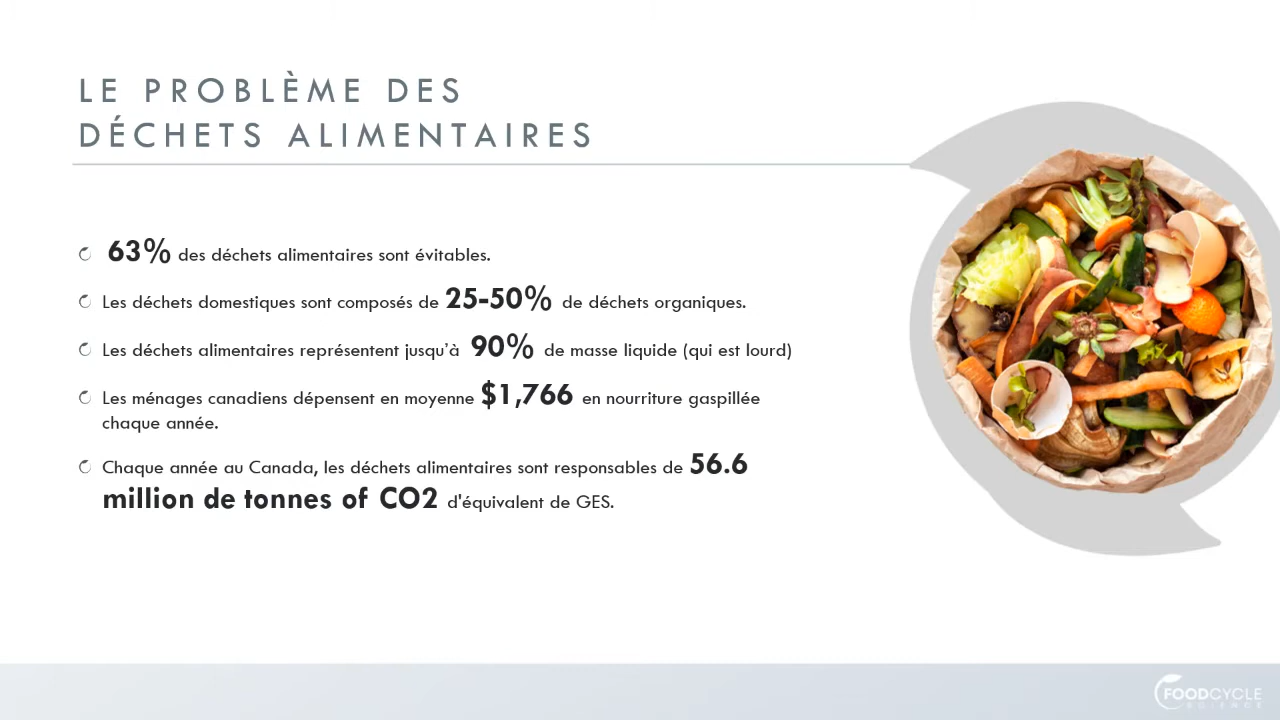 LE PROBLÈME DES
DÉCHETS ALIMENTAIRES
63% des déchets alimentaires sont évitables.
Les déchets domestiques sont composés de 25-50% de déchets organiques.
Les déchets alimentaires représentent jusqu'à 90% de masse liquide (qui est lourd)
Les ménages canadiens dépensent en moyenne $1,766 en nourriture gaspillée
chaque année.
Chaque année au Canada, les déchets alimentaires sont responsables de 56.6
million de tonnes of CO2 d'équivalent de GES.
FOODCYCLE
SCIENCE